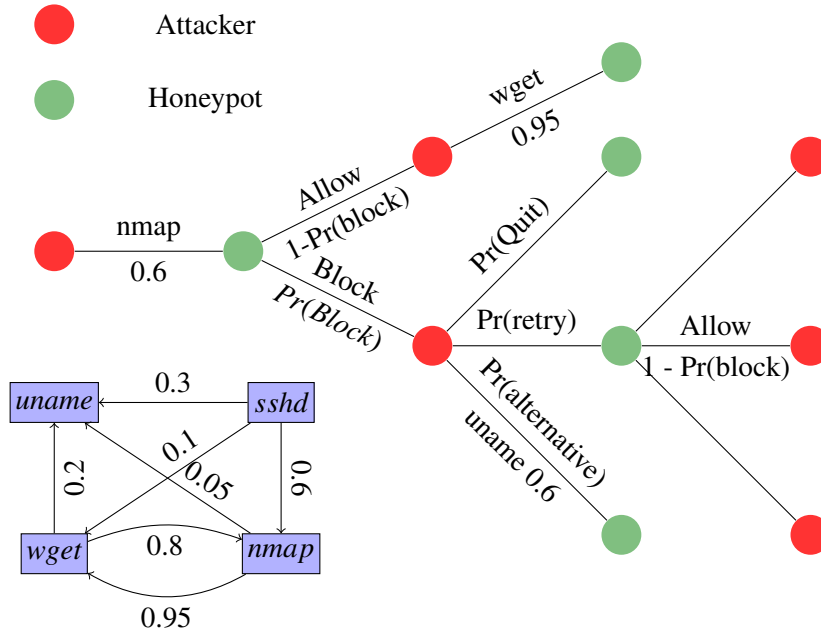 Attacker
Honeypot
wget
0.95
Allow
1-Pr(block)
nmap
0.6
Block
Pr(Block)
Pr(Quit)
Pr(retry)
Allow
1 - Pr(block)
Pr(alternative)
uname 0.6
uname
0.3
sshd
0.1
0.05
0.2
0.6
wget
0.8
nmap
0.95